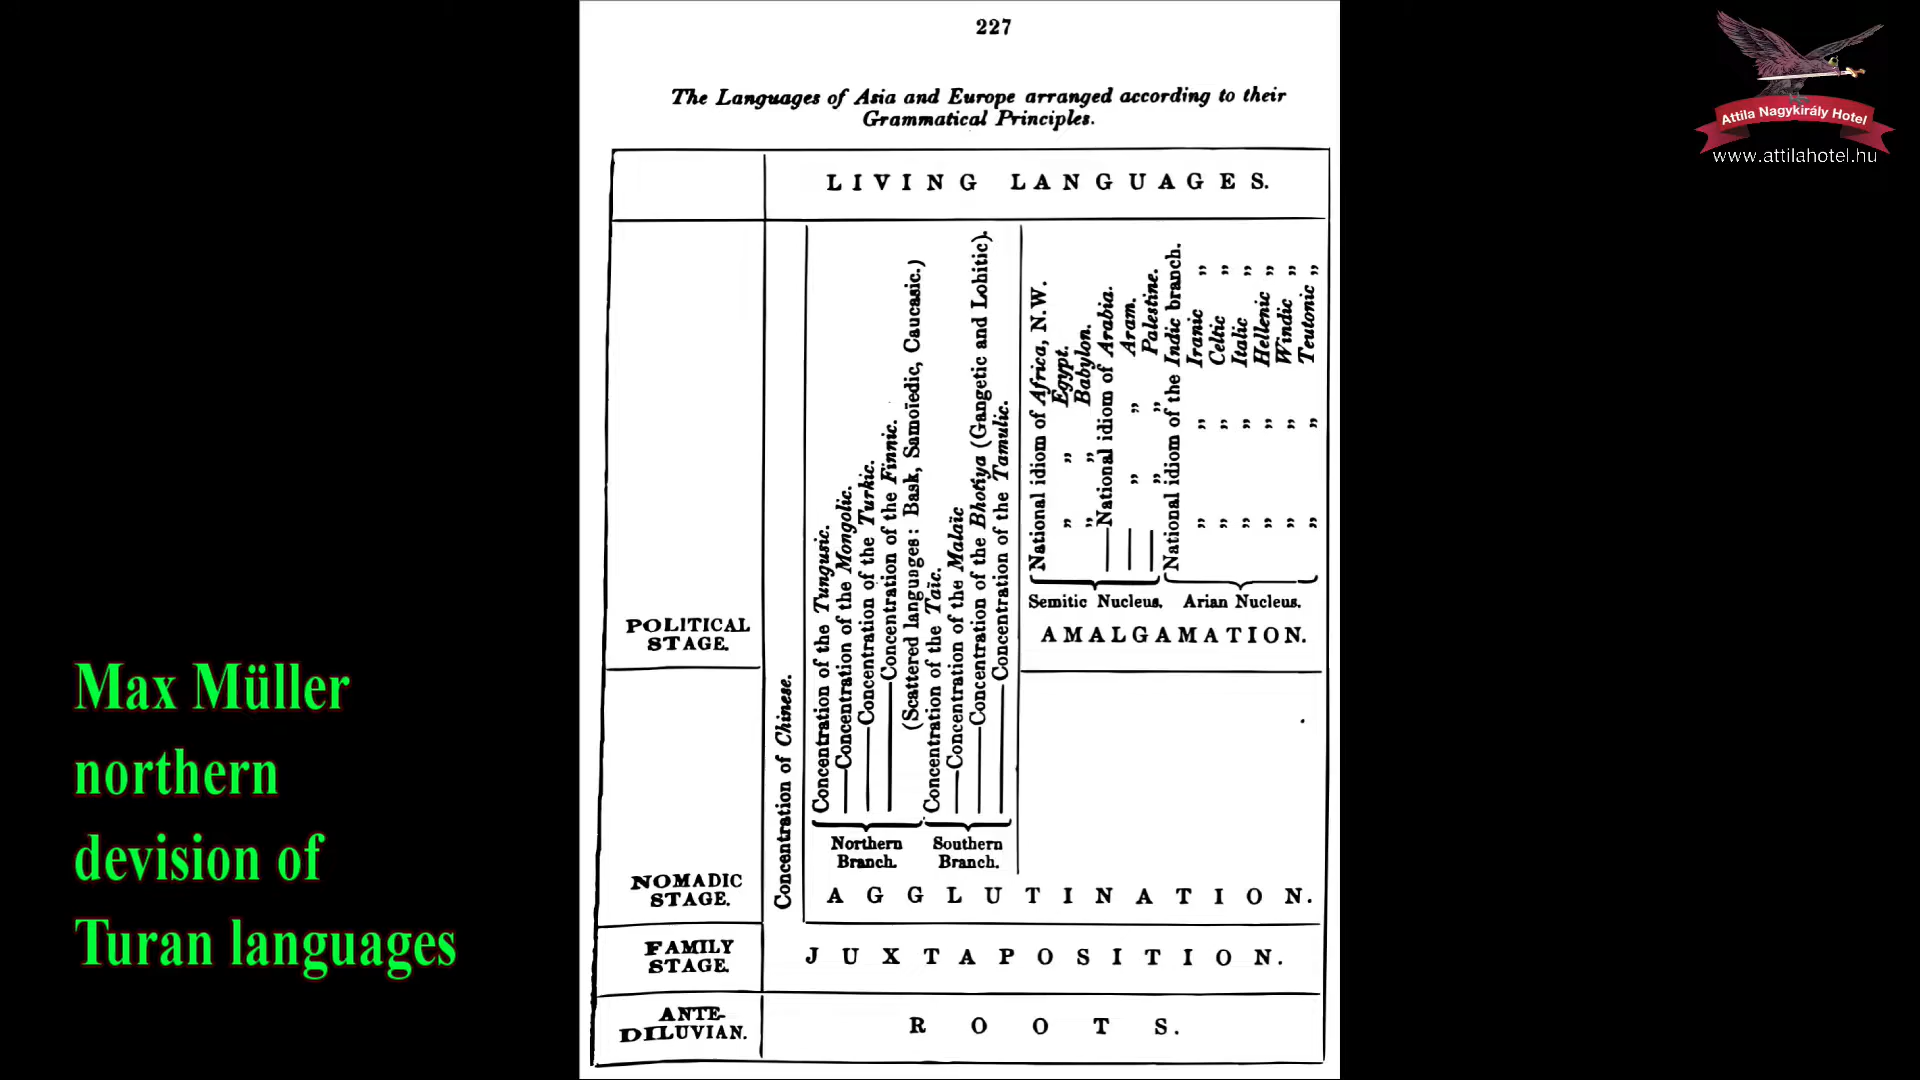 227
The Languages of Asia and Europe arranged according to their
Grammatical Principles.
LIVING LANGUAGES.
POLITICAL
STAGE.
NOMADIC
STAGE.
FAMILY
STAGE.
ANTE-
DILUVIAN.
Concentration of Chinese.
Concentration of the Tungusic.
Concentration of the Mongolic.
Concentration of the Turkic.
Concentration of the Finnic.
(Scattered languages: Bask, Samoïedic, Caucasic.)
Concentration of the Taïc.
Concentration of the Malaïc
Concentration of the Bhotïya (Gangetic and Lohitic).
Concentration of the Tamulic.
Northern
Branch.
Southern
Branch.
National idiom of Africa, N.W.
" " Egypt.
" " Babylon.
National idiom of Arabia.
" " Aram.
" " Palestine.
National idiom of the Indic branch.
" " Iranic "
" " Celtic "
" " Italic "
" " Hellenic "
" " Windic "
" " Teutonic "
Semitic Nucleus. Arian Nucleus.
AMALGAMATION.
AGGLUTINATION.
JUXTAPOSITION.
ROOTS.
Max Müller
northern
devision of
Turan languages
Attila Nagykirály Hotel
www.attilahotel.hu